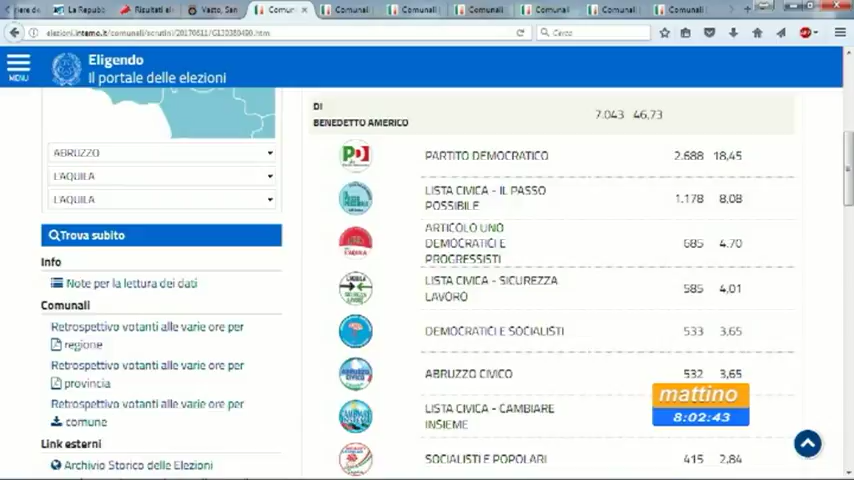 La Repubb
Risultati ele
Vasto, San
Comunali
Comunali
Comunali
Comunali
Comunali
Comunali
elezioni.interno.it/comunali/scrutini/20170611/G130380490.htm
Cerca
MENU
Eligendo
Il portale delle elezioni
ABRUZZO
L'AQUILA
L'AQUILA
Trova subito
Info
Note per la lettura dei dati
Comunali
Retrospettivo votanti alle varie ore per
regione
Retrospettivo votanti alle varie ore per
provincia
Retrospettivo votanti alle varie ore per
comune
Link esterni
Archivio Storico delle Elezioni
DI
BENEDETTO AMERICO
7.043 46,73
PARTITO DEMOCRATICO 2.688 18,45
LISTA CIVICA - IL PASSO
POSSIBILE 1.178 8,08
ARTICOLO UNO
DEMOCRATICI E
PROGRESSISTI 685 4,70
LISTA CIVICA - SICUREZZA
LAVORO 585 4,01
DEMOCRATICI E SOCIALISTI 533 3,65
ABRUZZO CIVICO 532 3,65
LISTA CIVICA - CAMBIARE
INSIEME
SOCIALISTI E POPOLARI 415 2,84
mattino
8:02:43